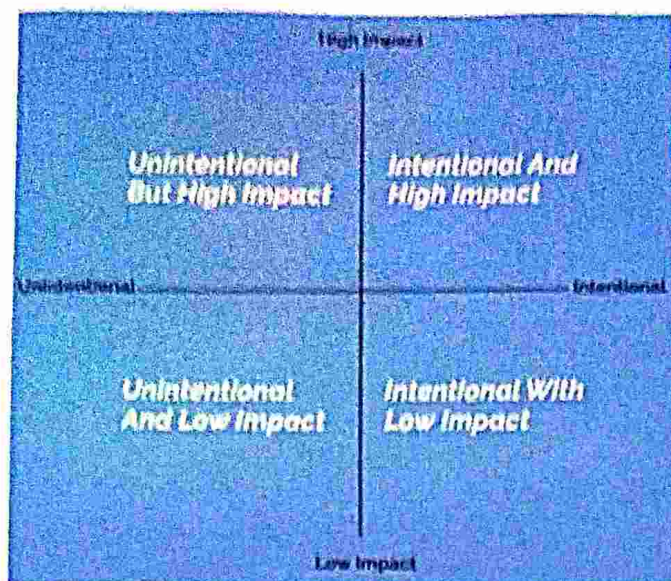 High Impact
Unintentional
But High Impact
Intentional And
High Impact
Unintentional
Intentional
Unintentional
And Low Impact
Intentional With
Low Impact
Low Impact